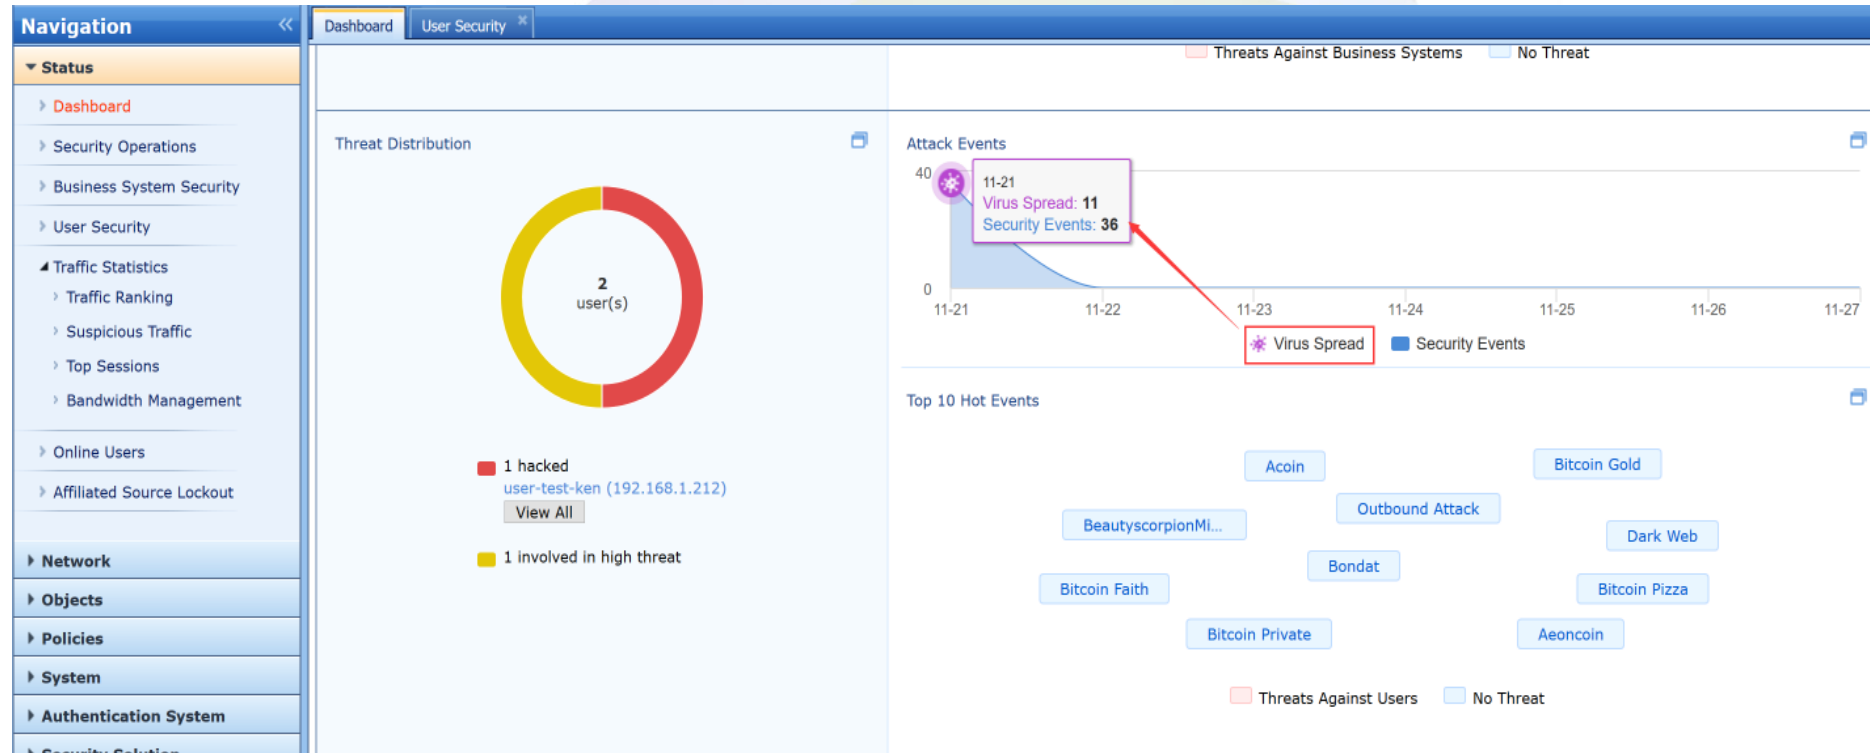 Navigation
Dashboard
User Security
Status
Dashboard
Security Operations
Business System Security
User Security
Traffic Statistics
Traffic Ranking
Suspicious Traffic
Top Sessions
Bandwidth Management
Online Users
Affiliated Source Lockout
Network
Objects
Policies
System
Authentication System
Security Solution
Threats Against Business Systems
No Threat
Threat Distribution
2
user(s)
1 hacked
user-test-ken (192.168.1.212)
View All
1 involved in high threat
Attack Events
40
0
11-21
Virus Spread: 11
Security Events: 36
11-21
11-22
11-23
11-24
11-25
11-26
11-27
Virus Spread
Security Events
Top 10 Hot Events
Acoin
Bitcoin Gold
Outbound Attack
BeautyscorpionMi...
Dark Web
Bondat
Bitcoin Faith
Bitcoin Pizza
Bitcoin Private
Aeoncoin
Threats Against Users
No Threat